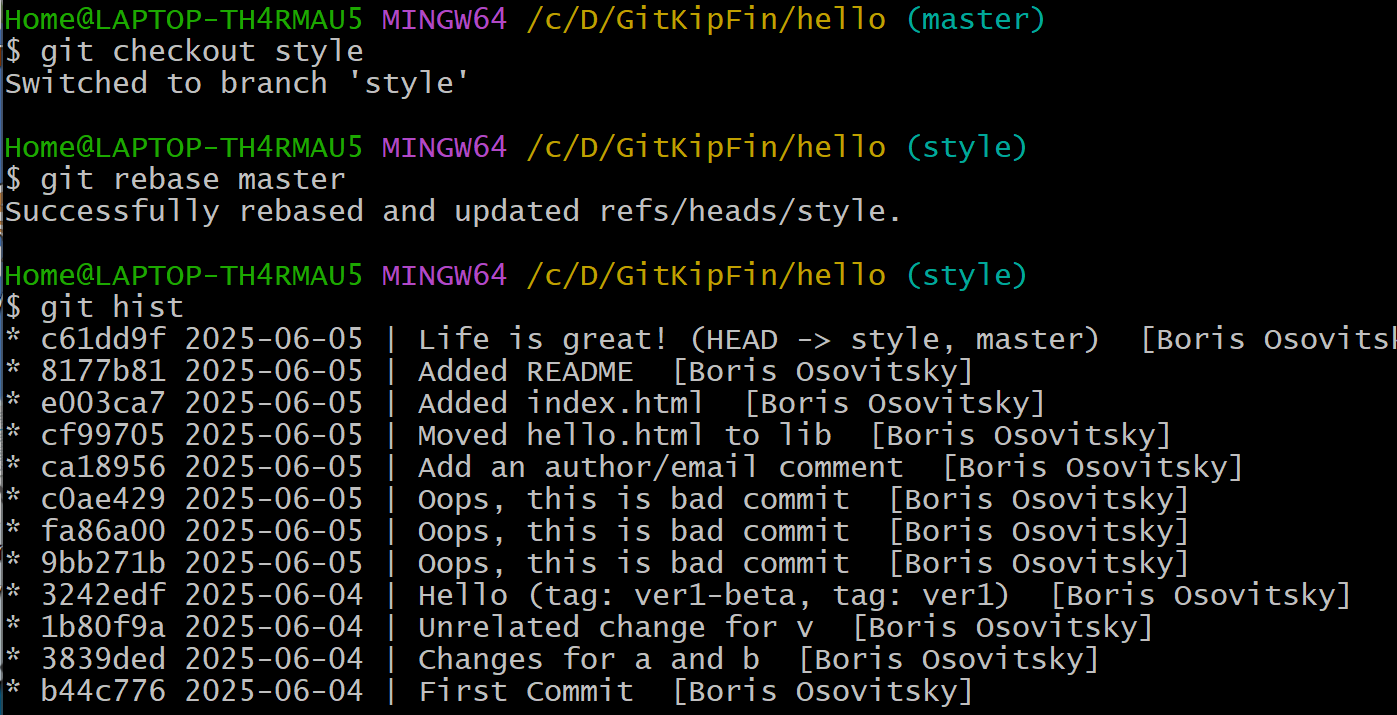 Home@LAPTOP-TH4RMAU5 MINGW64 /c/D/GitKipFin/hello (master)
$ git checkout style
Switched to branch 'style'
Home@LAPTOP-TH4RMAU5 MINGW64 /c/D/GitKipFin/hello (style)
$ git rebase master
Successfully rebased and updated refs/heads/style.
Home@LAPTOP-TH4RMAU5 MINGW64 /c/D/GitKipFin/hello (style)
$ git hist
* c61dd9f 2025-06-05 | Life is great! (HEAD -> style, master)  [Boris Osovitsk
* 8177b81 2025-06-05 | Added README  [Boris Osovitsky]
* e003ca7 2025-06-05 | Added index.html  [Boris Osovitsky]
* cf99705 2025-06-05 | Moved hello.html to lib  [Boris Osovitsky]
* ca18956 2025-06-05 | Add an author/email comment  [Boris Osovitsky]
* c0ae429 2025-06-05 | Oops, this is bad commit  [Boris Osovitsky]
* fa86a00 2025-06-05 | Oops, this is bad commit  [Boris Osovitsky]
* 9bb271b 2025-06-05 | Oops, this is bad commit  [Boris Osovitsky]
* 3242edf 2025-06-04 | Hello (tag: ver1-beta, tag: ver1)  [Boris Osovitsky]
* 1b80f9a 2025-06-04 | Unrelated change for v  [Boris Osovitsky]
* 3839ded 2025-06-04 | Changes for a and b  [Boris Osovitsky]
* b44c776 2025-06-04 | First Commit  [Boris Osovitsky]